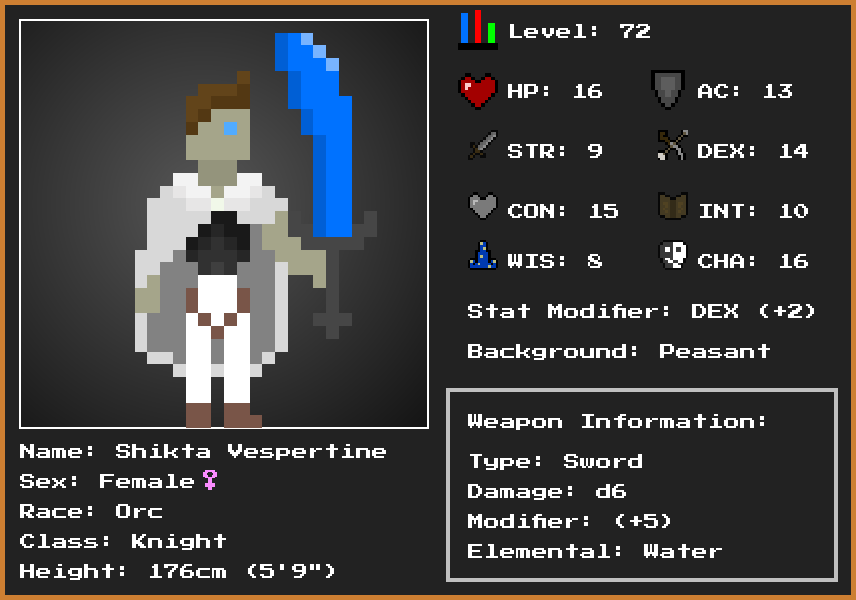 Level: 72
HP: 16
AC: 13
STR: 9
DEX: 14
CON: 15
INT: 10
WIS: 8
CHA: 16
Stat Modifier: DEX (+2)
Background: Peasant
Weapon Information:
Type: Sword
Damage: d6
Modifier: (+5)
Elemental: Water
Name: Shikta Vespertine
Sex: Female♀
Race: Orc
Class: Knight
Height: 176cm (5'9")